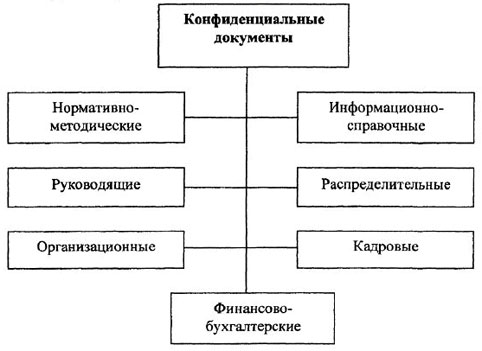 Конфиденциальные
документы
Нормативно-
методические
Информационно-
справочные
Руководящие
Распределительные
Организационные
Кадровые
Финансово-
бухгалтерские